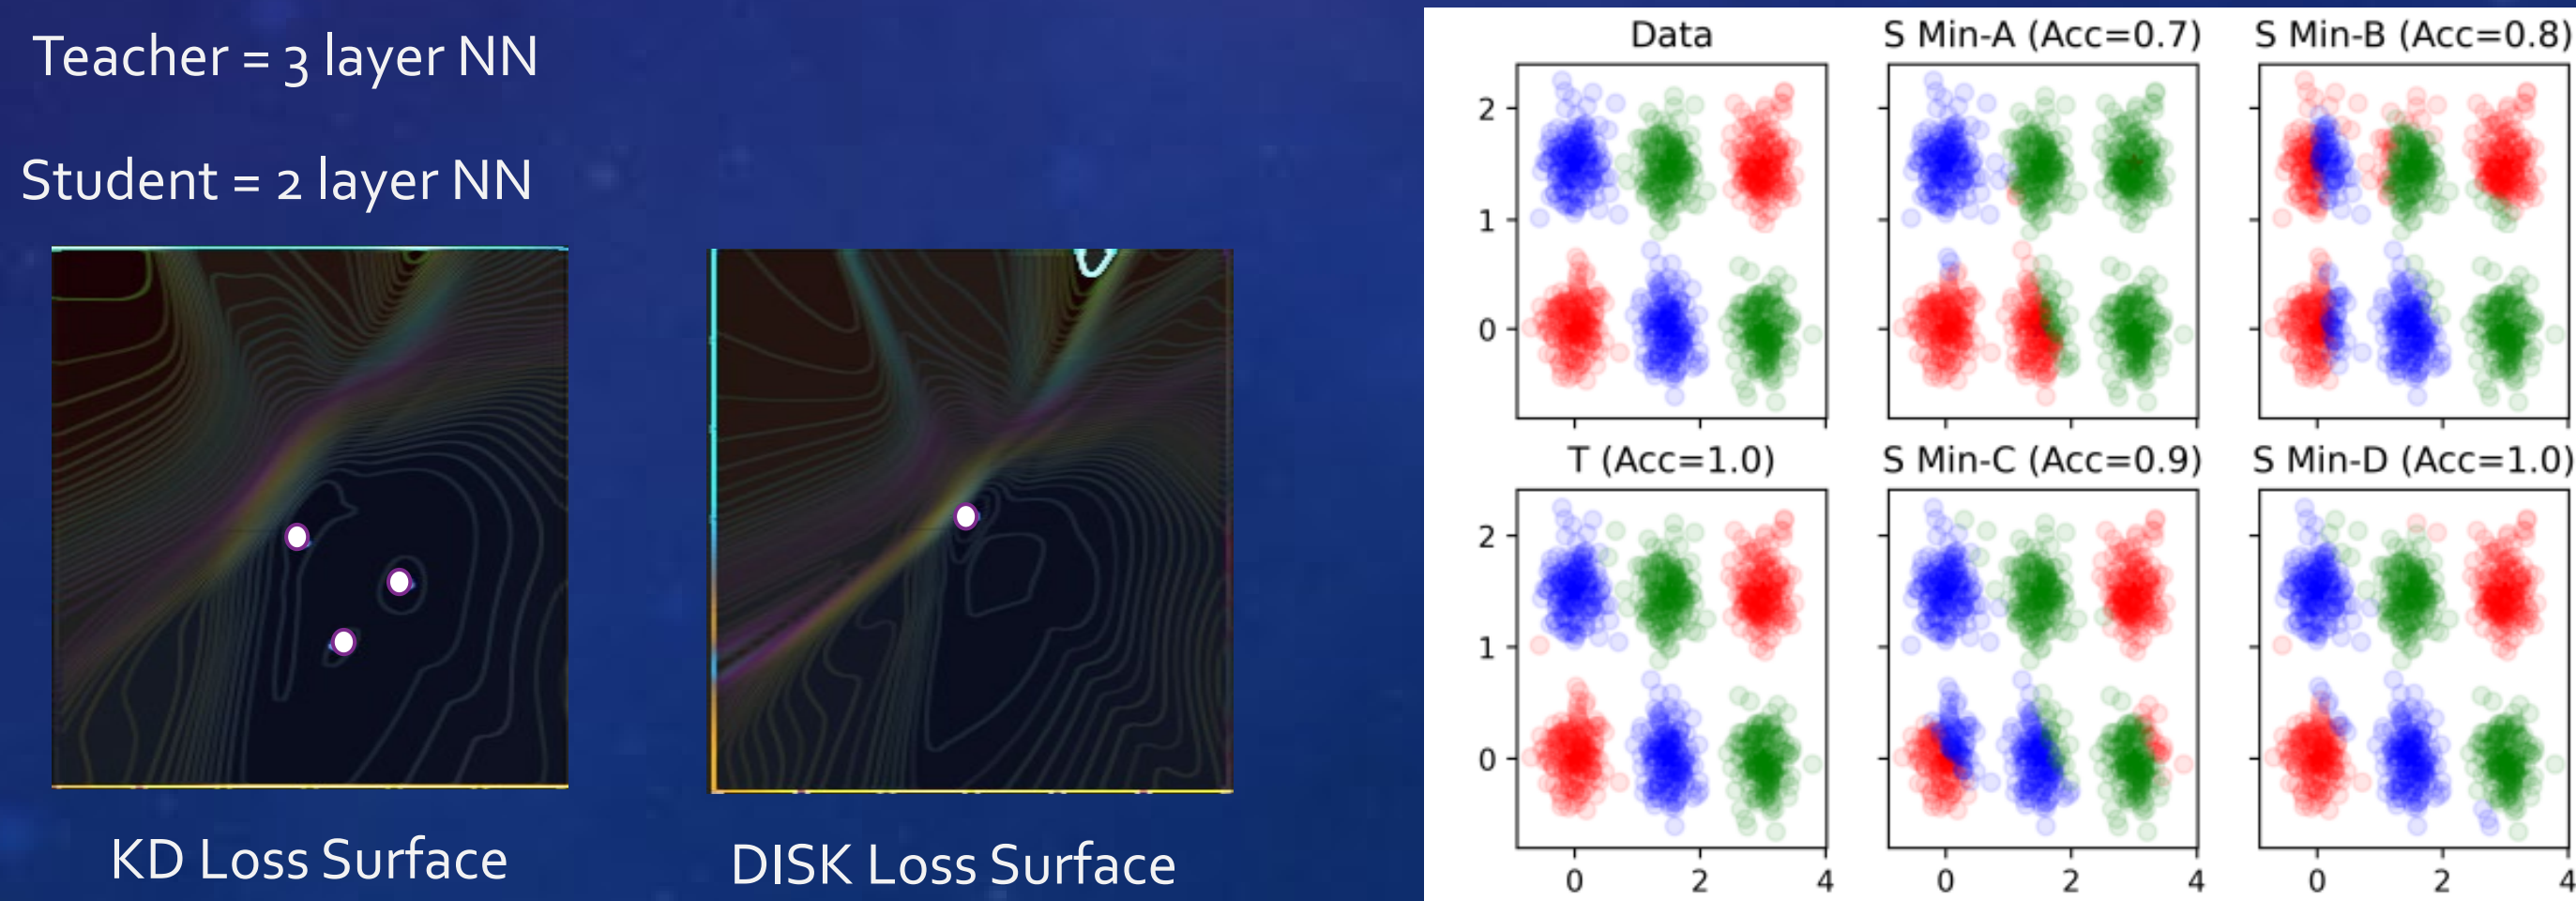 Teacher = 3 layer NN
Student = 2 layer NN
KD Loss Surface
DISK Loss Surface
Data
S Min-A (Acc=0.7)
S Min-B (Acc=0.8)
2
1
0
T (Acc=1.0)
S Min-C (Acc=0.9)
S Min-D (Acc=1.0)
2
1
0
0 2 4
0 2 4
0 2 4